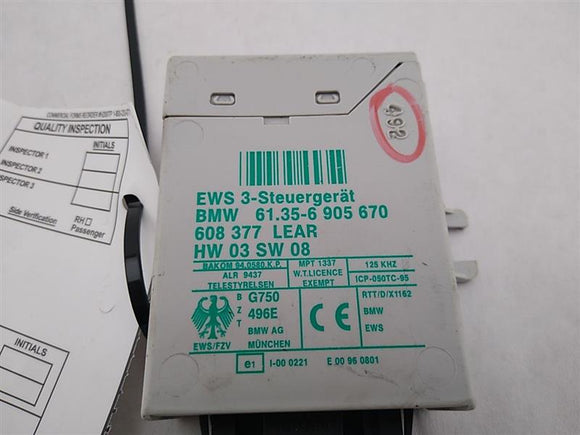 COMMERCIAL FORMS
QUALITY INSPECTION
INITIALS
INSPECTOR 1
INSPECTOR 2
INSPECTOR 3
Side Verification: RH
Passenger
INITIALS
492
EWS 3-Steuergerät
BMW 61.35-6 905 670
608 377 LEAR
HW 03 SW 08
BAKOM 94.0580.K.P.
ALR 9437
TELESTYRELSEN
MPT 1337
W.T.LICENCE
EXEMPT
125 KHZ
ICP-050TC-95
B G750
Z 496E
T BMW AG
EWS/FZV MÜNCHEN
CE
RTT/D/X1162
BMW
EWS
e1 I-00 0221 E 00 96 0801